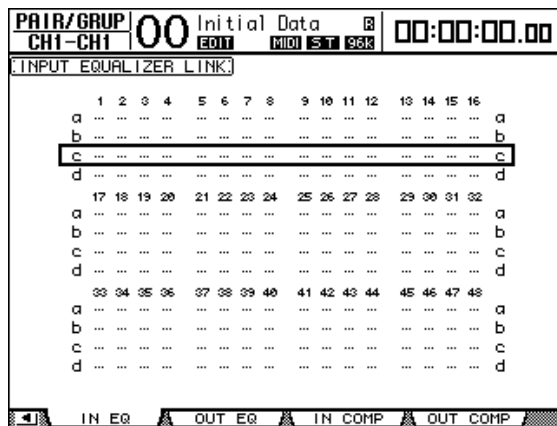 PAIR/GRUP 00 Initial Data R 00:00:00.00
CH1-CH1 EDIT MIDI ST 96k
INPUT EQUALIZER LINK
1 2 3 4 5 6 7 8 9 10 11 12 13 14 15 16
a ... ... ... ... ... ... ... ... ... ... ... ... ... ... ... ... a
b ... ... ... ... ... ... ... ... ... ... ... ... ... ... ... ... b
c ... ... ... ... ... ... ... ... ... ... ... ... ... ... ... ... c
d ... ... ... ... ... ... ... ... ... ... ... ... ... ... ... ... d
17 18 19 20 21 22 23 24 25 26 27 28 29 30 31 32
a ... ... ... ... ... ... ... ... ... ... ... ... ... ... ... ... a
b ... ... ... ... ... ... ... ... ... ... ... ... ... ... ... ... b
c ... ... ... ... ... ... ... ... ... ... ... ... ... ... ... ... c
d ... ... ... ... ... ... ... ... ... ... ... ... ... ... ... ... d
33 34 35 36 37 38 39 40 41 42 43 44 45 46 47 48
a ... ... ... ... ... ... ... ... ... ... ... ... ... ... ... ... a
b ... ... ... ... ... ... ... ... ... ... ... ... ... ... ... ... b
c ... ... ... ... ... ... ... ... ... ... ... ... ... ... ... ... c
d ... ... ... ... ... ... ... ... ... ... ... ... ... ... ... ... d
IN EQ OUT EQ IN COMP OUT COMP